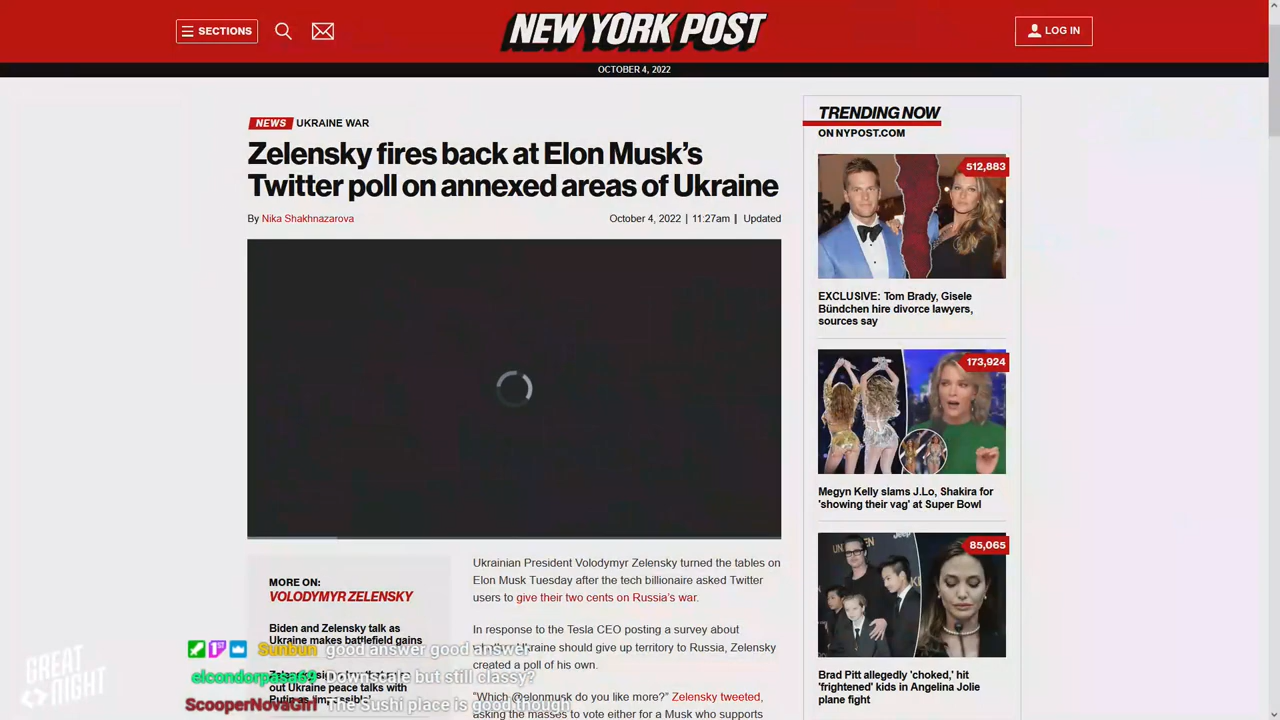 SECTIONS
NEW YORK POST
LOG IN
OCTOBER 4, 2022
NEWS UKRAINE WAR
Zelensky fires back at Elon Musk's
Twitter poll on annexed areas of Ukraine
By Nika Shakhnazarova
October 4, 2022 | 11:27am | Updated
MORE ON:
VOLODYMYR ZELENSKY
Biden and Zelensky talk as
Ukraine makes battlefield gains
out Ukraine peace talks with
Putin as 'impossible'
Ukrainian President Volodymyr Zelensky turned the tables on
Elon Musk Tuesday after the tech billionaire asked Twitter
users to give their two cents on Russia's war.
In response to the Tesla CEO posting a survey about
Ukraine should give up territory to Russia, Zelensky
created a poll of his own.
"Which @elonmusk do you like more?" Zelensky tweeted,
asking the masses to vote either for a Musk who supports
TRENDING NOW
ON NYPOST.COM
512,883
EXCLUSIVE: Tom Brady, Gisele
Bündchen hire divorce lawyers,
sources say
173,924
Megyn Kelly slams J.Lo, Shakira for
'showing their vag' at Super Bowl
85,065
Brad Pitt allegedly 'choked,' hit
'frightened' kids in Angelina Jolie
plane fight
Sunbun good answer good answer
elcondorpasa69 Downscale but still classy?
ScooperNovaGirl The Sushi place is good though
GREAT
NIGHT